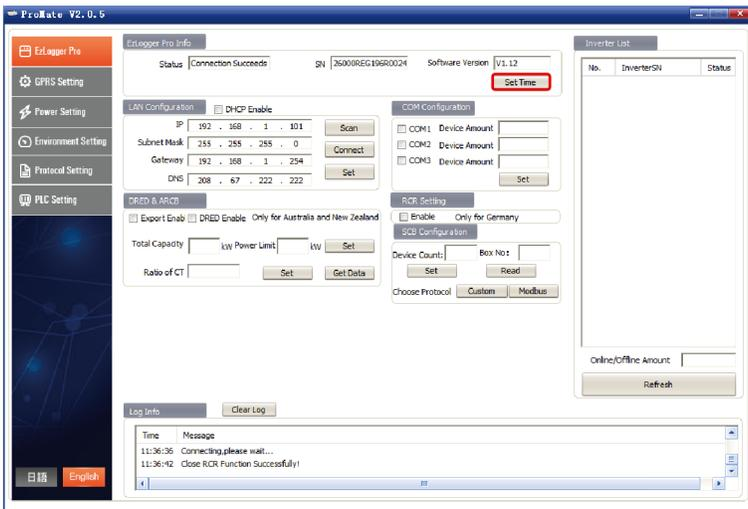 ProMate V2.0.5
EzLogger Pro
GPRS Setting
Power Setting
Environment Setting
Protocol Setting
PLC Setting
日語
English
EzLogger Pro Info
Status Connection Succeeds SN 26000REG196R0024 Software Version V1.12
Set Time
LAN Configuration DHCP Enable
IP 192 . 168 . 1 . 101 Scan
Subnet Mask 255 . 255 . 255 . 0 Connect
Gateway 192 . 168 . 1 . 254
DNS 208 . 67 . 222 . 222 Set
COM Configuration
COM1 Device Amount
COM2 Device Amount
COM3 Device Amount
Set
DRED & ARCB
Export Enab DRED Enable Only for Australia and New Zealand
Total Capacity kW Power Limit kW Set
Ratio of CT Set Get Data
RCR Setting
Enable Only for Germany
SCB Configuration
Device Count: Box No:
Set Read
Choose Protocol Custom Modbus
Inverter List
No. InverterSN Status
Online/Offline Amount
Refresh
Log Info Clear Log
Time Message
11:36:36 Connecting,please wait...
11:36:42 Close RCR Function Successfully!